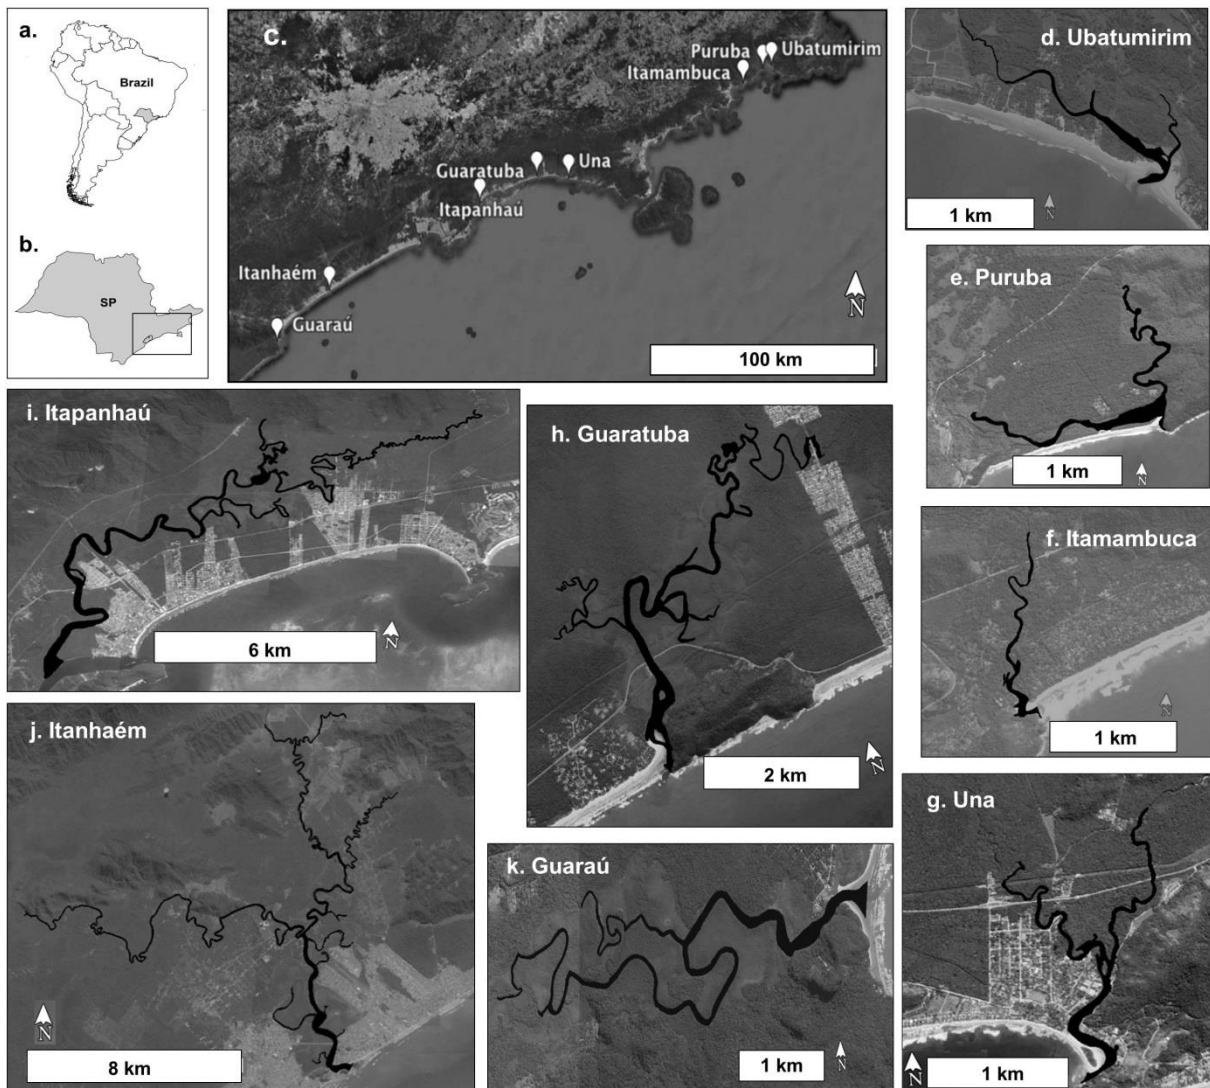 a.
Brazil
b.
SP
c.
Puruba
Ubatumirim
Itamambuca
Guaratuba
Una
Itapanhaú
Itanhaém
Guaraú
N
100 km
d. Ubatumirim
1 km
N
e. Puruba
1 km
N
i. Itapanhaú
6 km
N
h. Guaratuba
2 km
N
f. Itamambuca
1 km
N
j. Itanhaém
N
8 km
k. Guaraú
1 km
N
g. Una
N
1 km